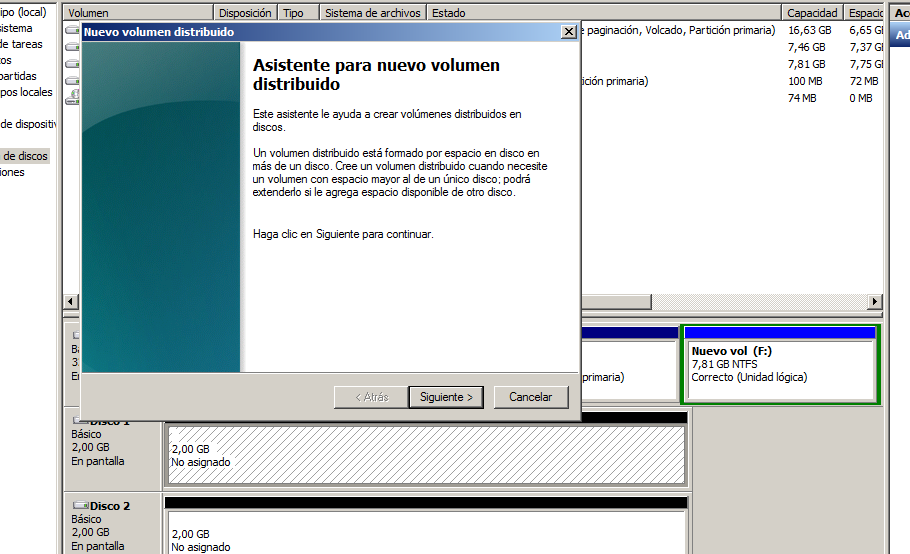 ipo (local)
sistema
de tareas
tos
partidas
pos locales
de dispositiv
de discos
iones
Volumen Disposición Tipo Sistema de archivos Estado Capacidad Espacio
e paginación, Volcado, Partición primaria) 16,63 GB 6,65 G
7,46 GB 7,37 G
7,81 GB 7,75 G
ición primaria) 100 MB 72 MB
74 MB 0 MB
Ac
Ad
Nuevo volumen distribuido
Asistente para nuevo volumen
distribuido
Este asistente le ayuda a crear volúmenes distribuidos en
discos.
Un volumen distribuido está formado por espacio en disco en
más de un disco. Cree un volumen distribuido cuando necesite
un volumen con espacio mayor al de un único disco; podrá
extenderlo si le agrega espacio disponible de otro disco.
Haga clic en Siguiente para continuar.
< Atrás Siguiente > Cancelar
Bá
3
En
primaria)
Nuevo vol (F:)
7,81 GB NTFS
Correcto (Unidad lógica)
Disco 1
Básico
2,00 GB
En pantalla
2,00 GB
No asignado
Disco 2
Básico
2,00 GB
En pantalla
2,00 GB
No asignado